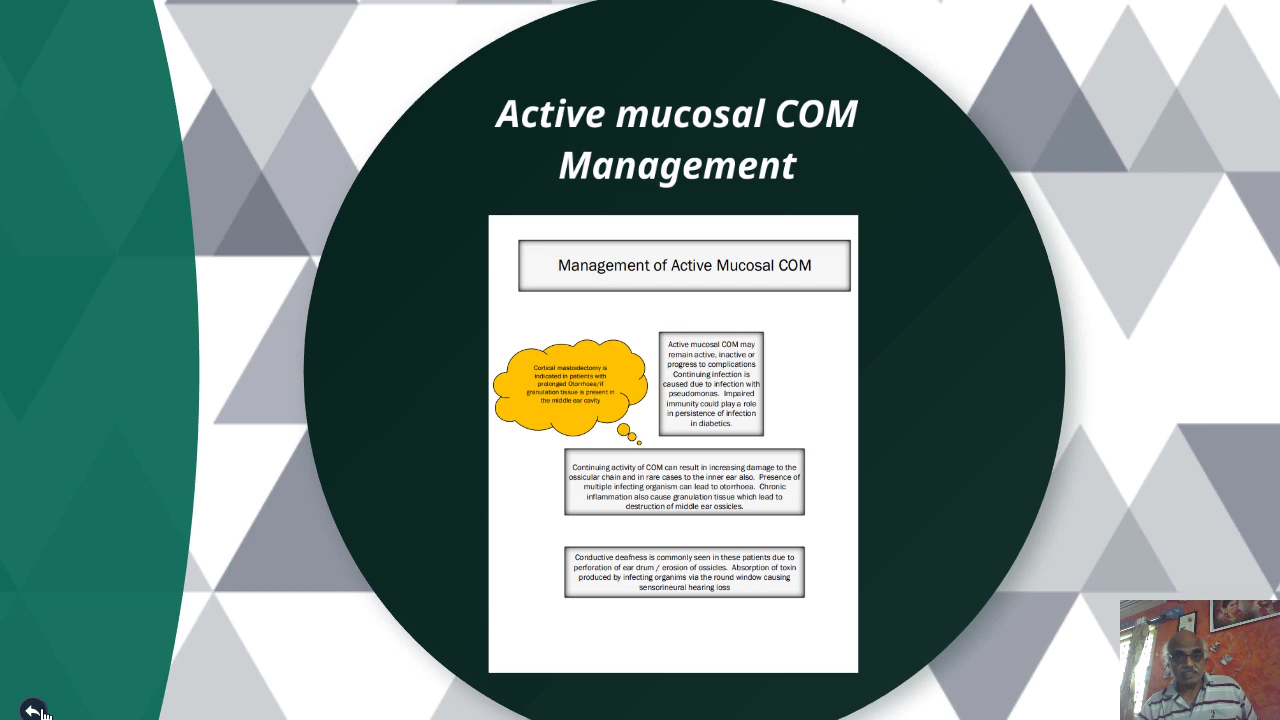 Active mucosal COM
Management
Management of Active Mucosal COM
Cortical mastoidectomy is
indicated in patients with
prolonged Otorrhoea/if
granulation tissue is present in
the middle ear cavity
Active mucosal COM may
remain active, inactive or
progress to complications
Continuing infection is
caused due to infection with
pseudomonas. Impaired
immunity could play a role
in persistence of infection
in diabetics.
Continuing activity of COM can result in increasing damage to the
ossicular chain and in rare cases to the inner ear also. Presence of
multiple infecting organism can lead to otorrhoea. Chronic
inflammation also cause granulation tissue which lead to
destruction of middle ear ossicles.
Conductive deafness is commonly seen in these patients due to
perforation of ear drum / erosion of ossicles. Absorption of toxin
produced by infecting organims via the round window causing
sensorineural hearing loss